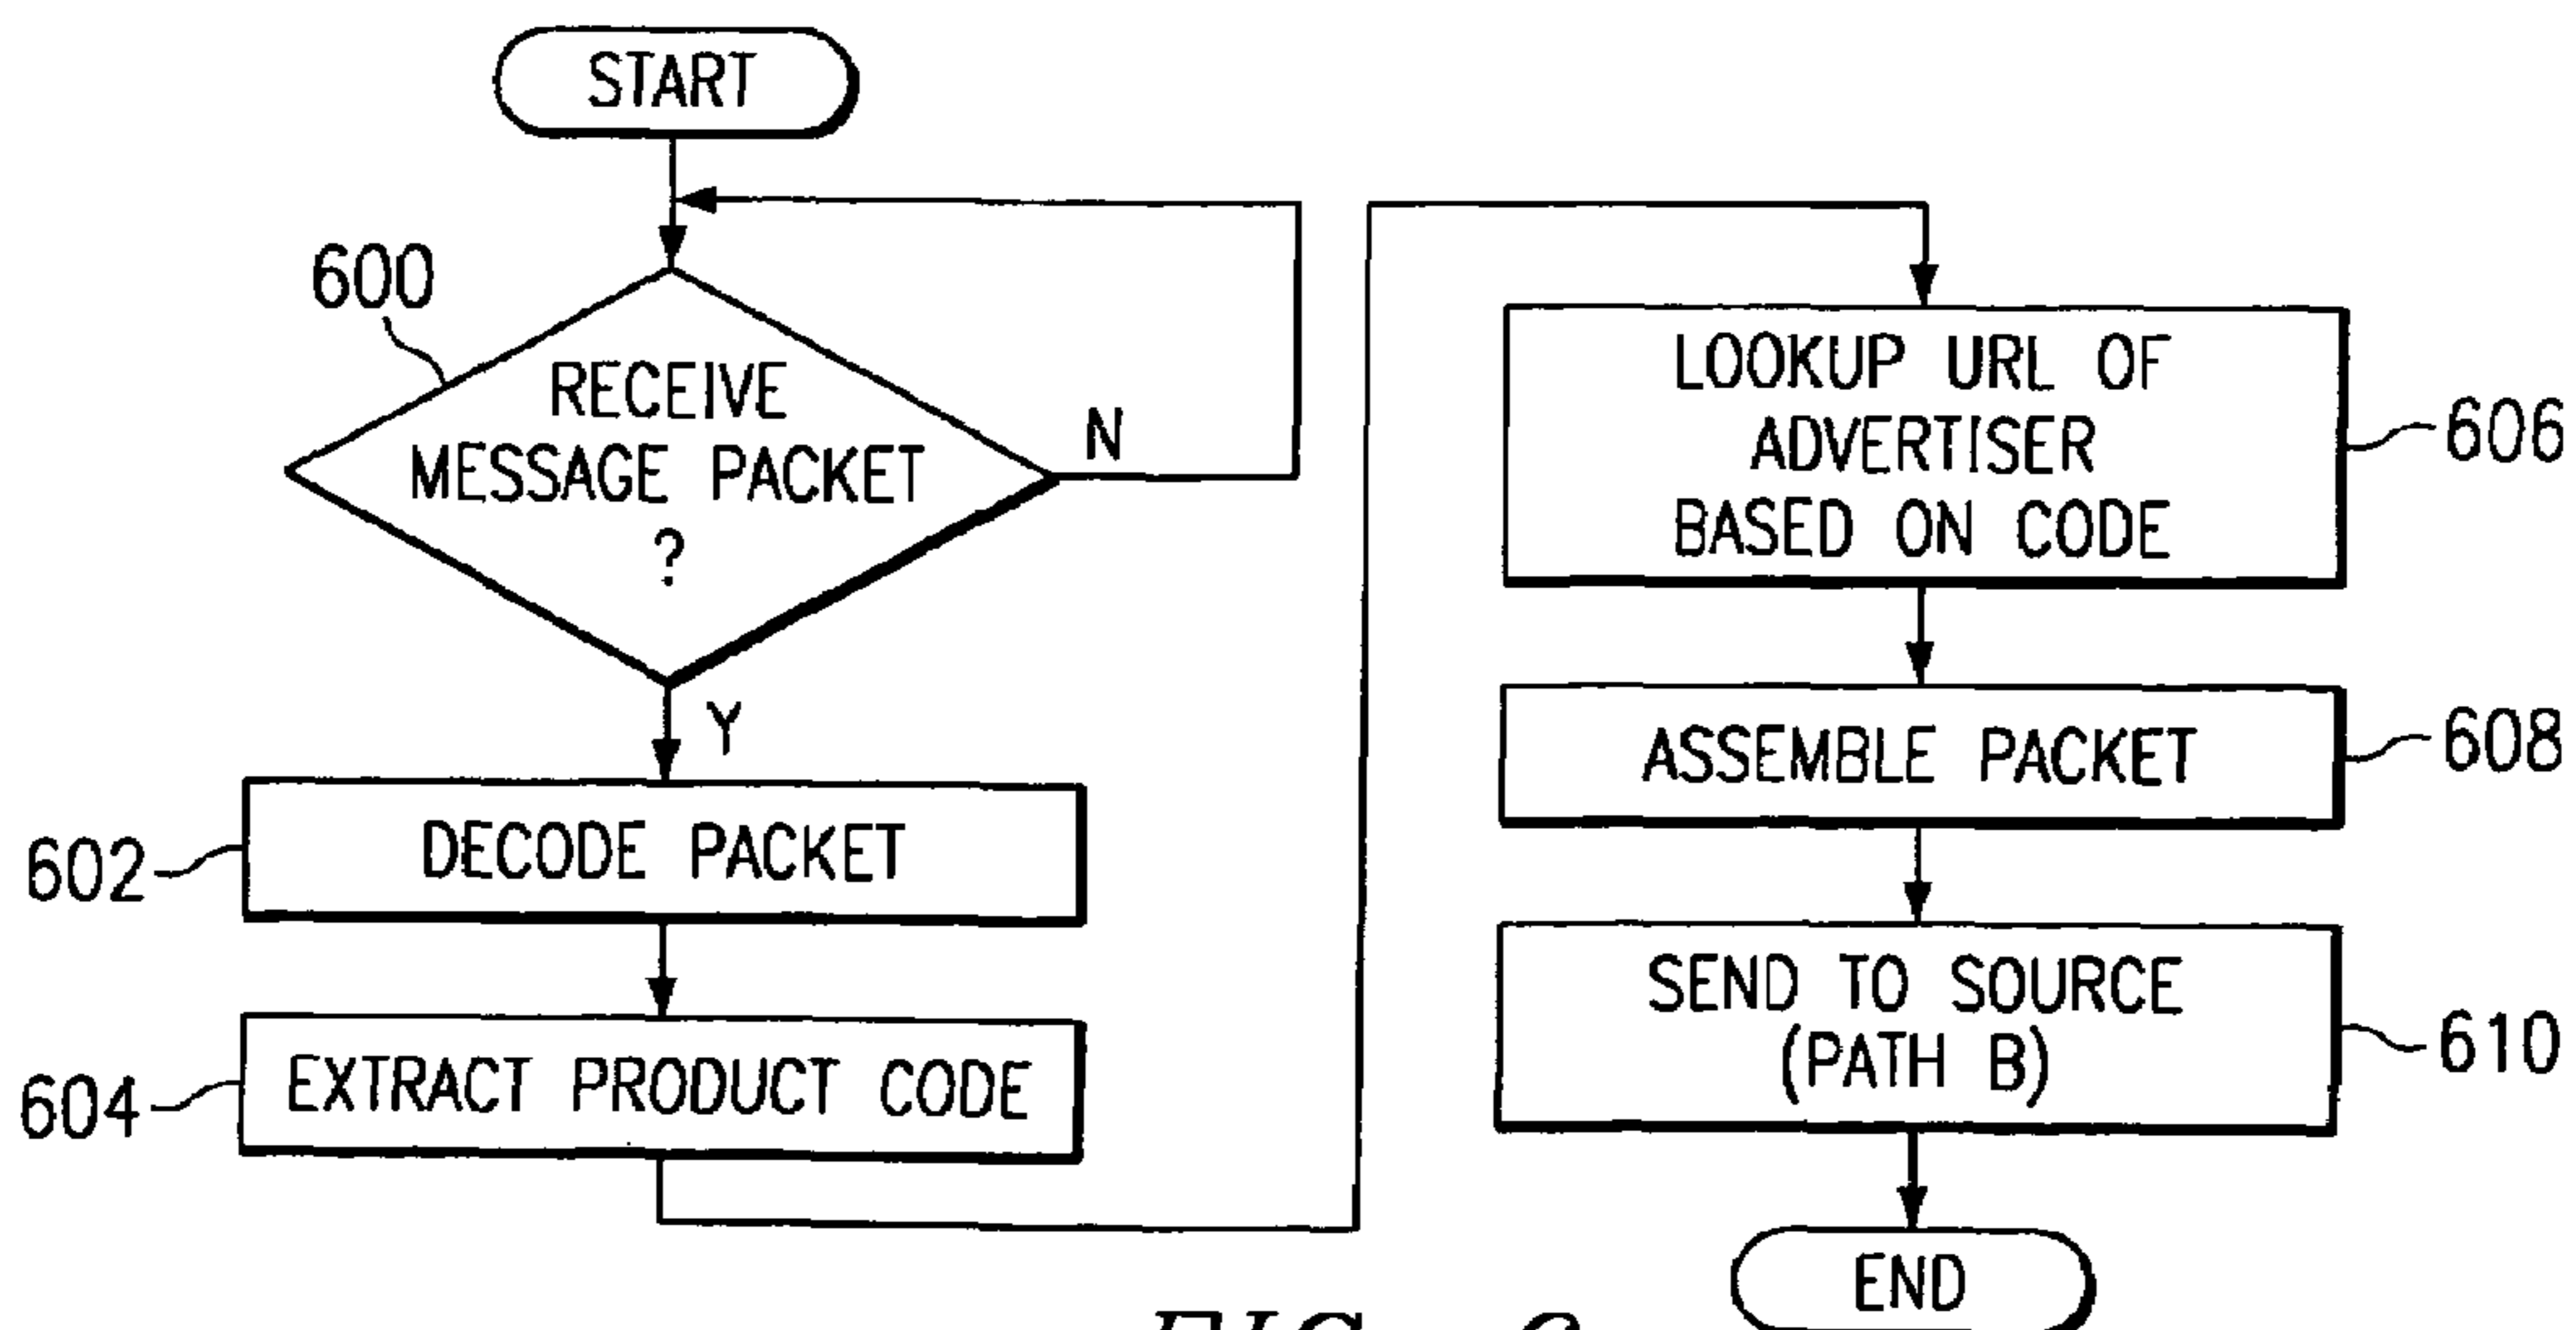 START
600
RECEIVE
MESSAGE PACKET
?
N
Y
602
DECODE PACKET
604
EXTRACT PRODUCT CODE
LOOKUP URL OF
ADVERTISER
BASED ON CODE
606
ASSEMBLE PACKET
608
SEND TO SOURCE
(PATH B)
610
END